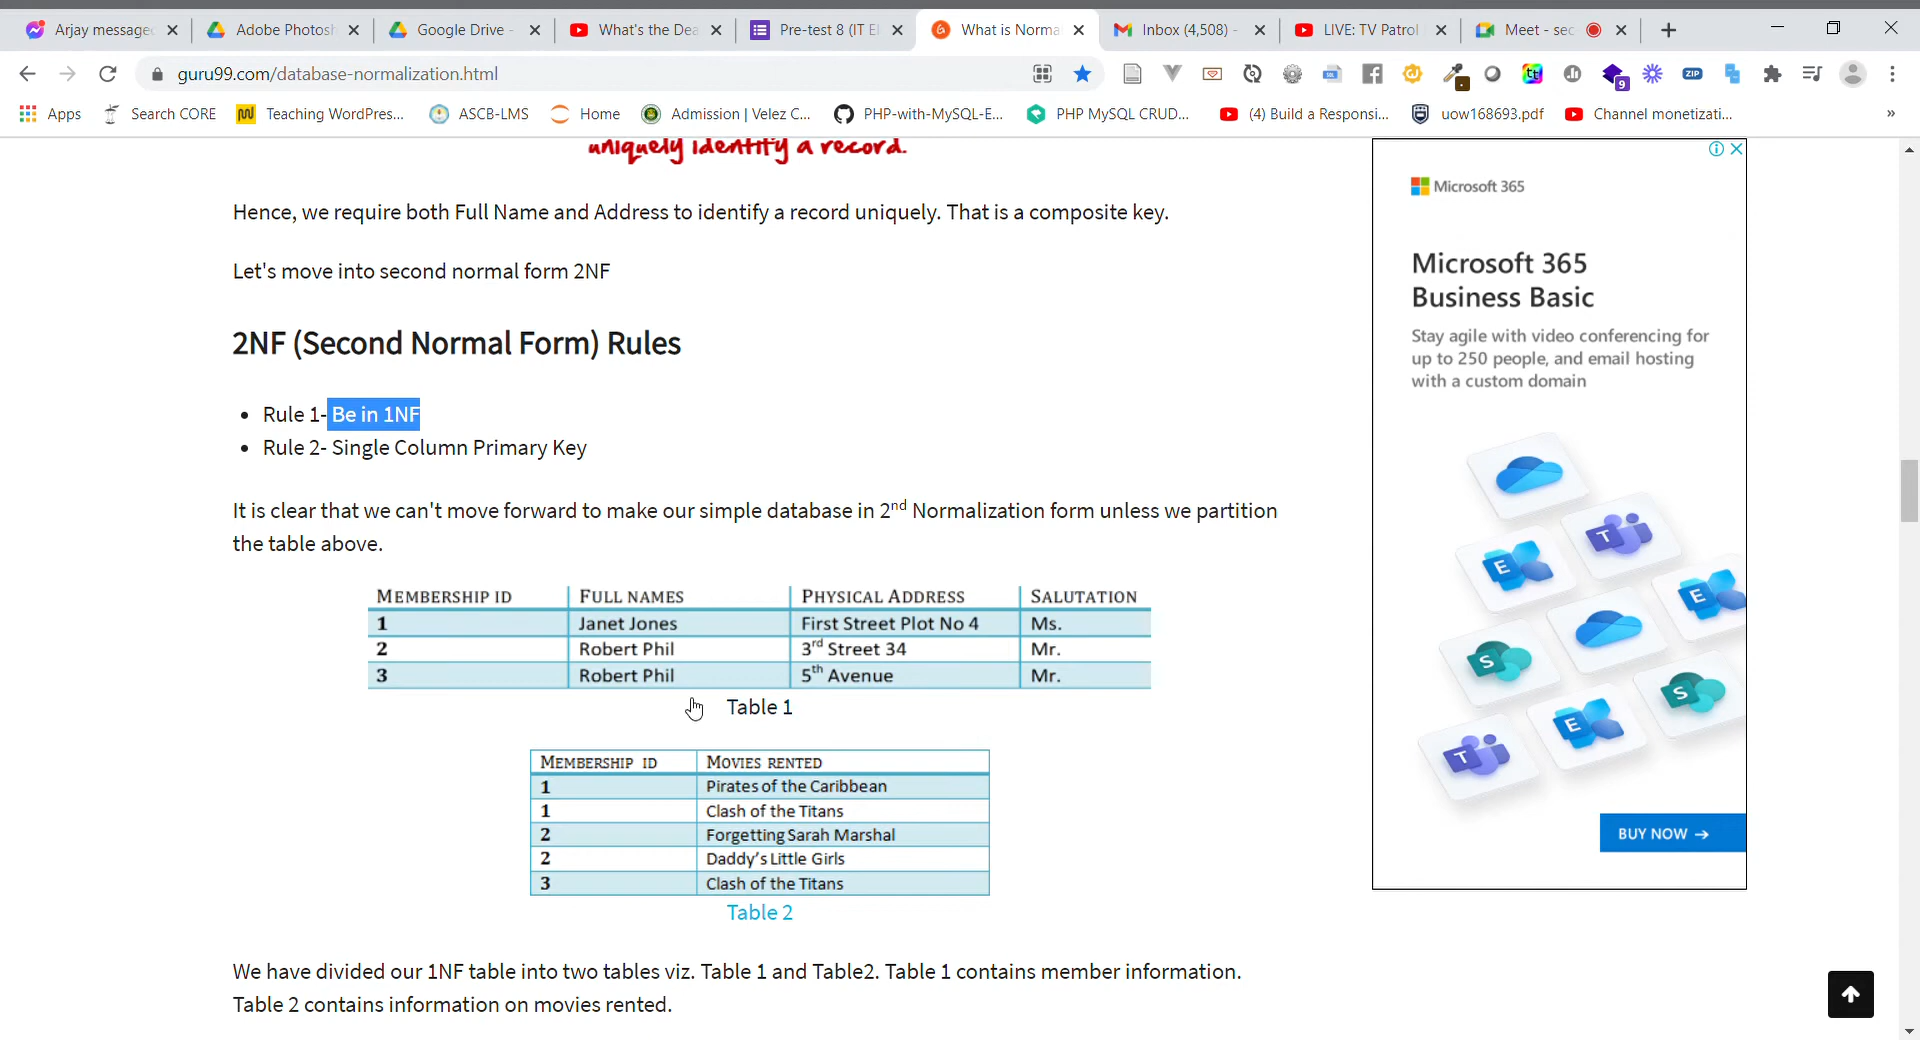 Arjay message
Adobe Photosh
Google Drive -
What's the Dea
Pre-test 8 (IT El
What is Norma
Inbox (4,508) -
LIVE: TV Patrol
Meet - sec
guru99.com/database-normalization.html
9
ZIP
Apps
Search CORE
Teaching WordPres...
ASCB-LMS
Home
Admission | Velez C...
PHP-with-MySQL-E...
PHP MySQL CRUD...
(4) Build a Responsi...
uow168693.pdf
Channel monetizati...
»
uniquely identify a record.
Hence, we require both Full Name and Address to identify a record uniquely. That is a composite key.
Let's move into second normal form 2NF
2NF (Second Normal Form) Rules
• Rule 1- Be in 1NF
• Rule 2- Single Column Primary Key
It is clear that we can't move forward to make our simple database in 2nd Normalization form unless we partition
the table above.
MEMBERSHIP ID FULL NAMES PHYSICAL ADDRESS SALUTATION
1 Janet Jones First Street Plot No 4 Ms.
2 Robert Phil 3rd Street 34 Mr.
3 Robert Phil 5th Avenue Mr.
Table 1
MEMBERSHIP ID MOVIES RENTED
1 Pirates of the Caribbean
1 Clash of the Titans
2 Forgetting Sarah Marshal
2 Daddy's Little Girls
3 Clash of the Titans
Table 2
We have divided our 1NF table into two tables viz. Table 1 and Table2. Table 1 contains member information.
Table 2 contains information on movies rented.
Microsoft 365
Microsoft 365
Business Basic
Stay agile with video conferencing for
up to 250 people, and email hosting
with a custom domain
T
E
E
S
S
E
T
BUY NOW →